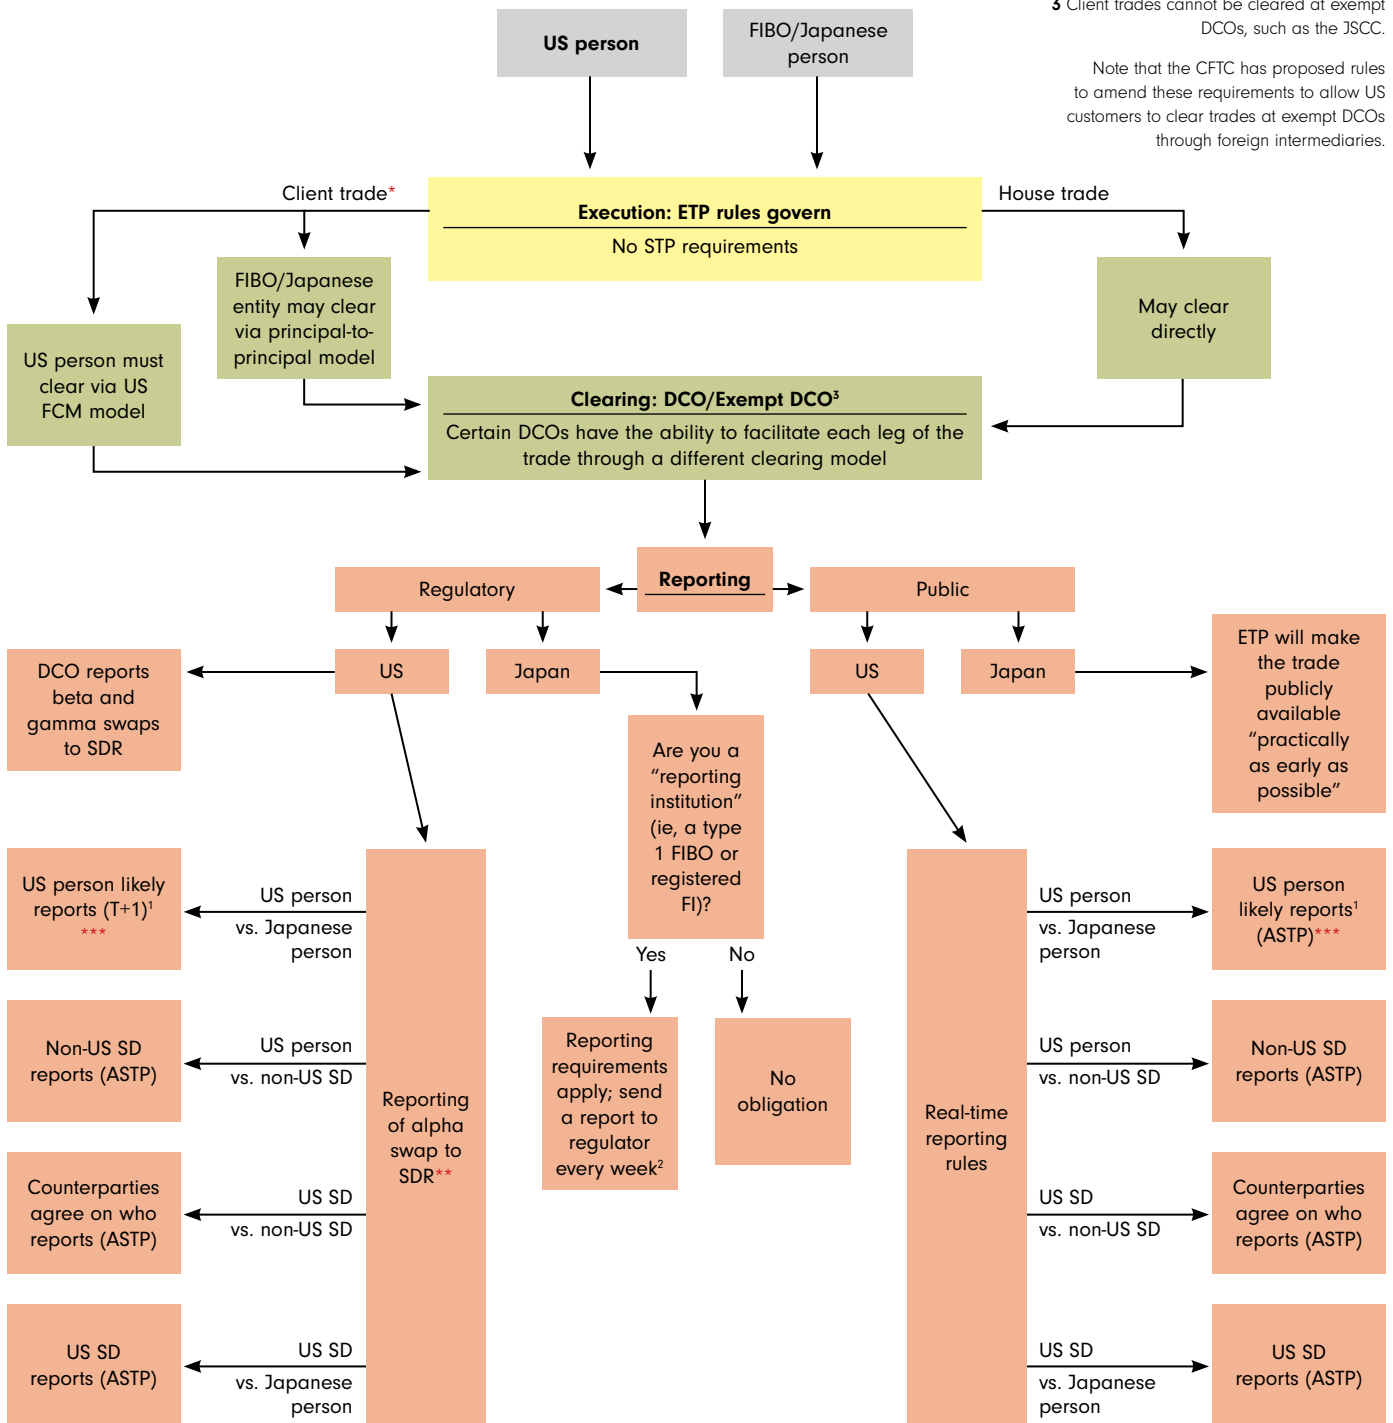 3 Client trades cannot be cleared at exempt
DCOs, such as the JSCC.
Note that the CFTC has proposed rules
to amend these requirements to allow US
customers to clear trades at exempt DCOs
through foreign intermediaries.
US person
FIBO/Japanese
person
Client trade*
Execution: ETP rules govern
No STP requirements
House trade
FIBO/Japanese
entity may clear
via principal-to-
principal model
May clear
directly
US person must
clear via US
FCM model
Clearing: DCO/Exempt DCO³
Certain DCOs have the ability to facilitate each leg of the
trade through a different clearing model
Reporting
Regulatory
Public
US
Japan
US
Japan
DCO reports
beta and
gamma swaps
to SDR
ETP will make
the trade
publicly
available
“practically
as early as
possible”
Are you a
“reporting
institution”
(ie, a type
1 FIBO or
registered
FI)?
Yes
No
Reporting
requirements
apply; send
a report to
regulator
every week²
No
obligation
Reporting
of alpha
swap to
SDR**
US person likely
reports (T+1)¹
***
US person
vs. Japanese
person
Non-US SD
reports (ASTP)
US person
vs. non-US SD
Counterparties
agree on who
reports (ASTP)
US SD
vs. non-US SD
US SD
reports (ASTP)
US SD
vs. Japanese
person
Real-time
reporting
rules
US person
vs. Japanese
person
US person
likely reports¹
(ASTP)***
US person
vs. non-US SD
Non-US SD
reports (ASTP)
US SD
vs. non-US SD
Counterparties
agree on who
reports (ASTP)
US SD
vs. Japanese
person
US SD
reports (ASTP)